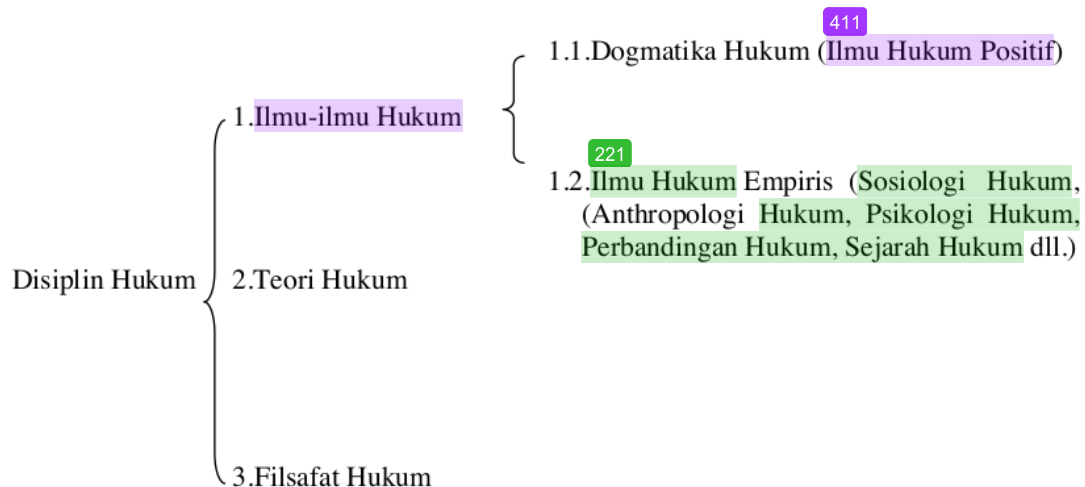 411
1.1.Dogmatika Hukum (Ilmu Hukum Positif)
1.Ilmu-ilmu Hukum
221
1.2.Ilmu Hukum Empiris (Sosiologi Hukum,
(Anthropologi Hukum, Psikologi Hukum,
Perbandingan Hukum, Sejarah Hukum dll.)
Disiplin Hukum
2.Teori Hukum
3.Filsafat Hukum